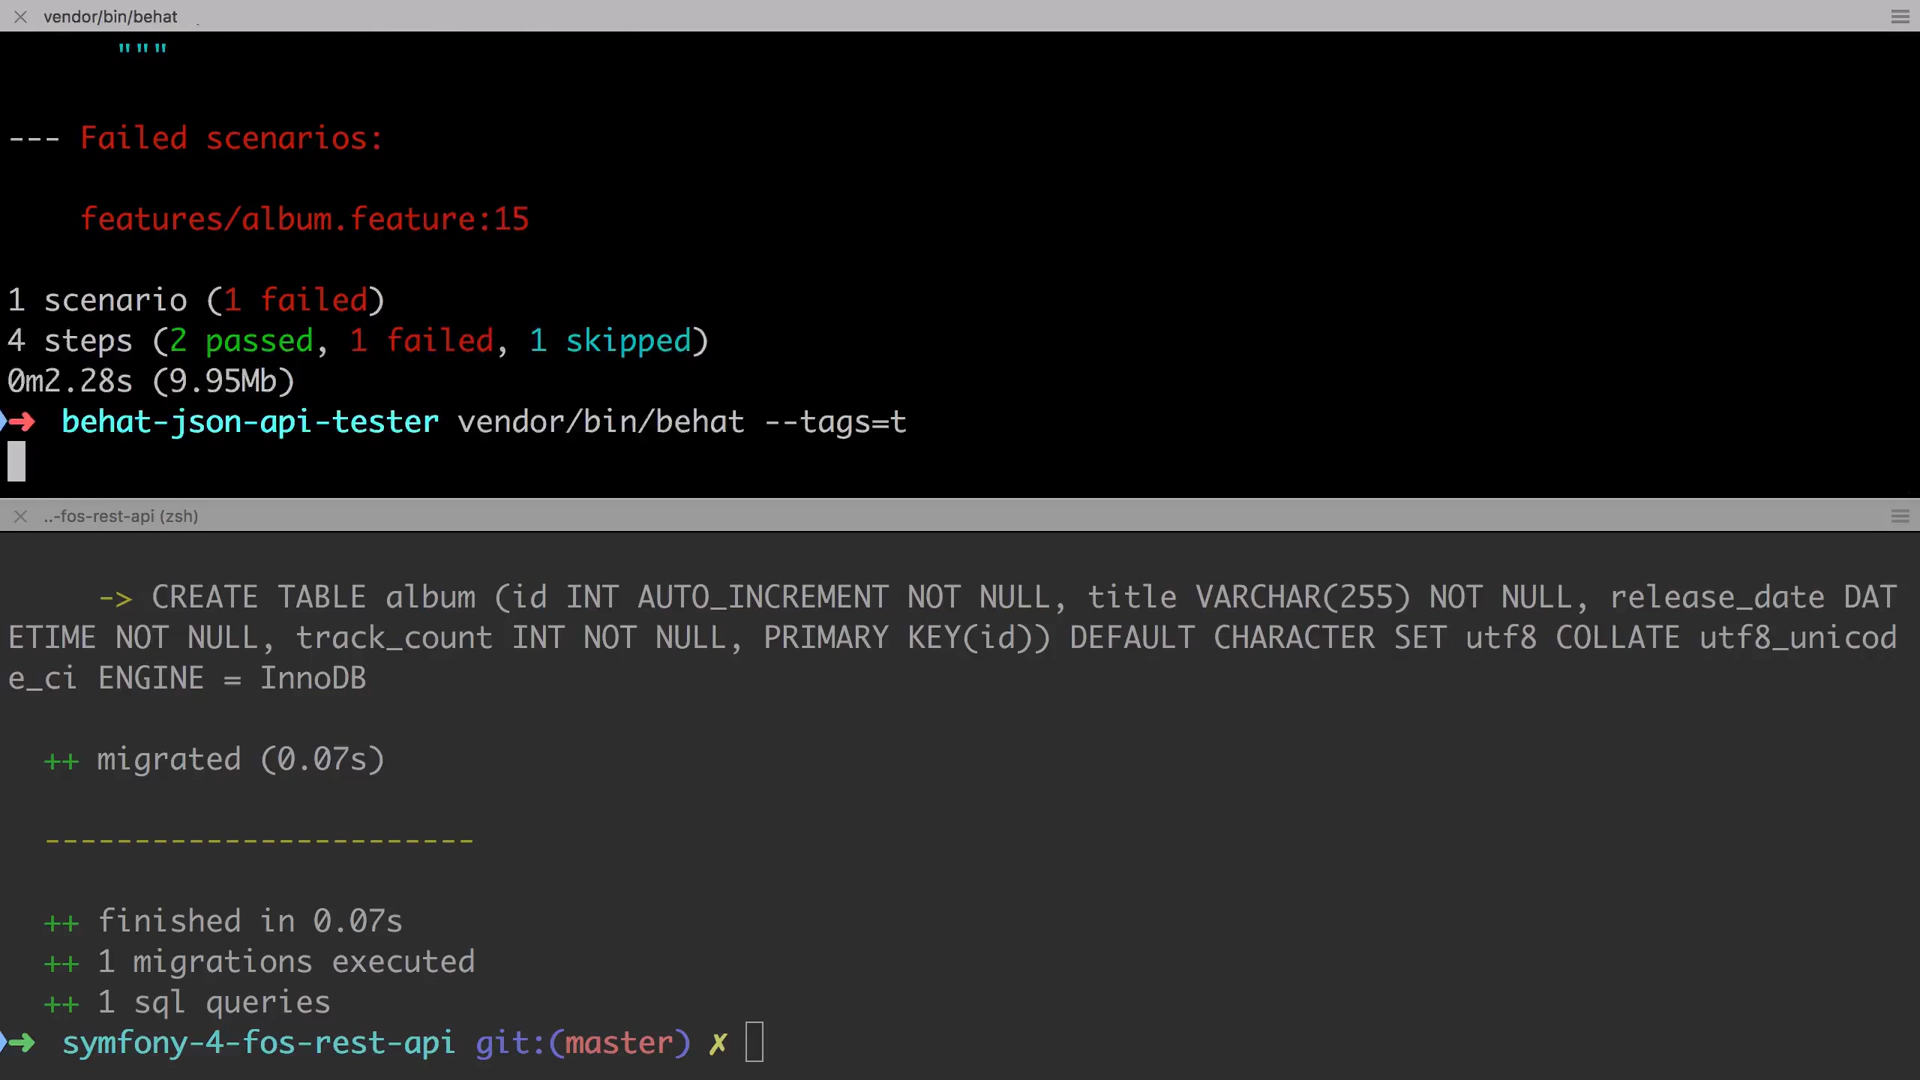 vendor/bin/behat
"""
--- Failed scenarios:
features/album.feature:15
1 scenario (1 failed)
4 steps (2 passed, 1 failed, 1 skipped)
0m2.28s (9.95Mb)
➜ behat-json-api-tester vendor/bin/behat --tags=t
..-fos-rest-api (zsh)
-> CREATE TABLE album (id INT AUTO_INCREMENT NOT NULL, title VARCHAR(255) NOT NULL, release_date DAT
ETIME NOT NULL, track_count INT NOT NULL, PRIMARY KEY(id)) DEFAULT CHARACTER SET utf8 COLLATE utf8_unicod
e_ci ENGINE = InnoDB
++ migrated (0.07s)
------------------------
++ finished in 0.07s
++ 1 migrations executed
++ 1 sql queries
➜ symfony-4-fos-rest-api git:(master) ✗